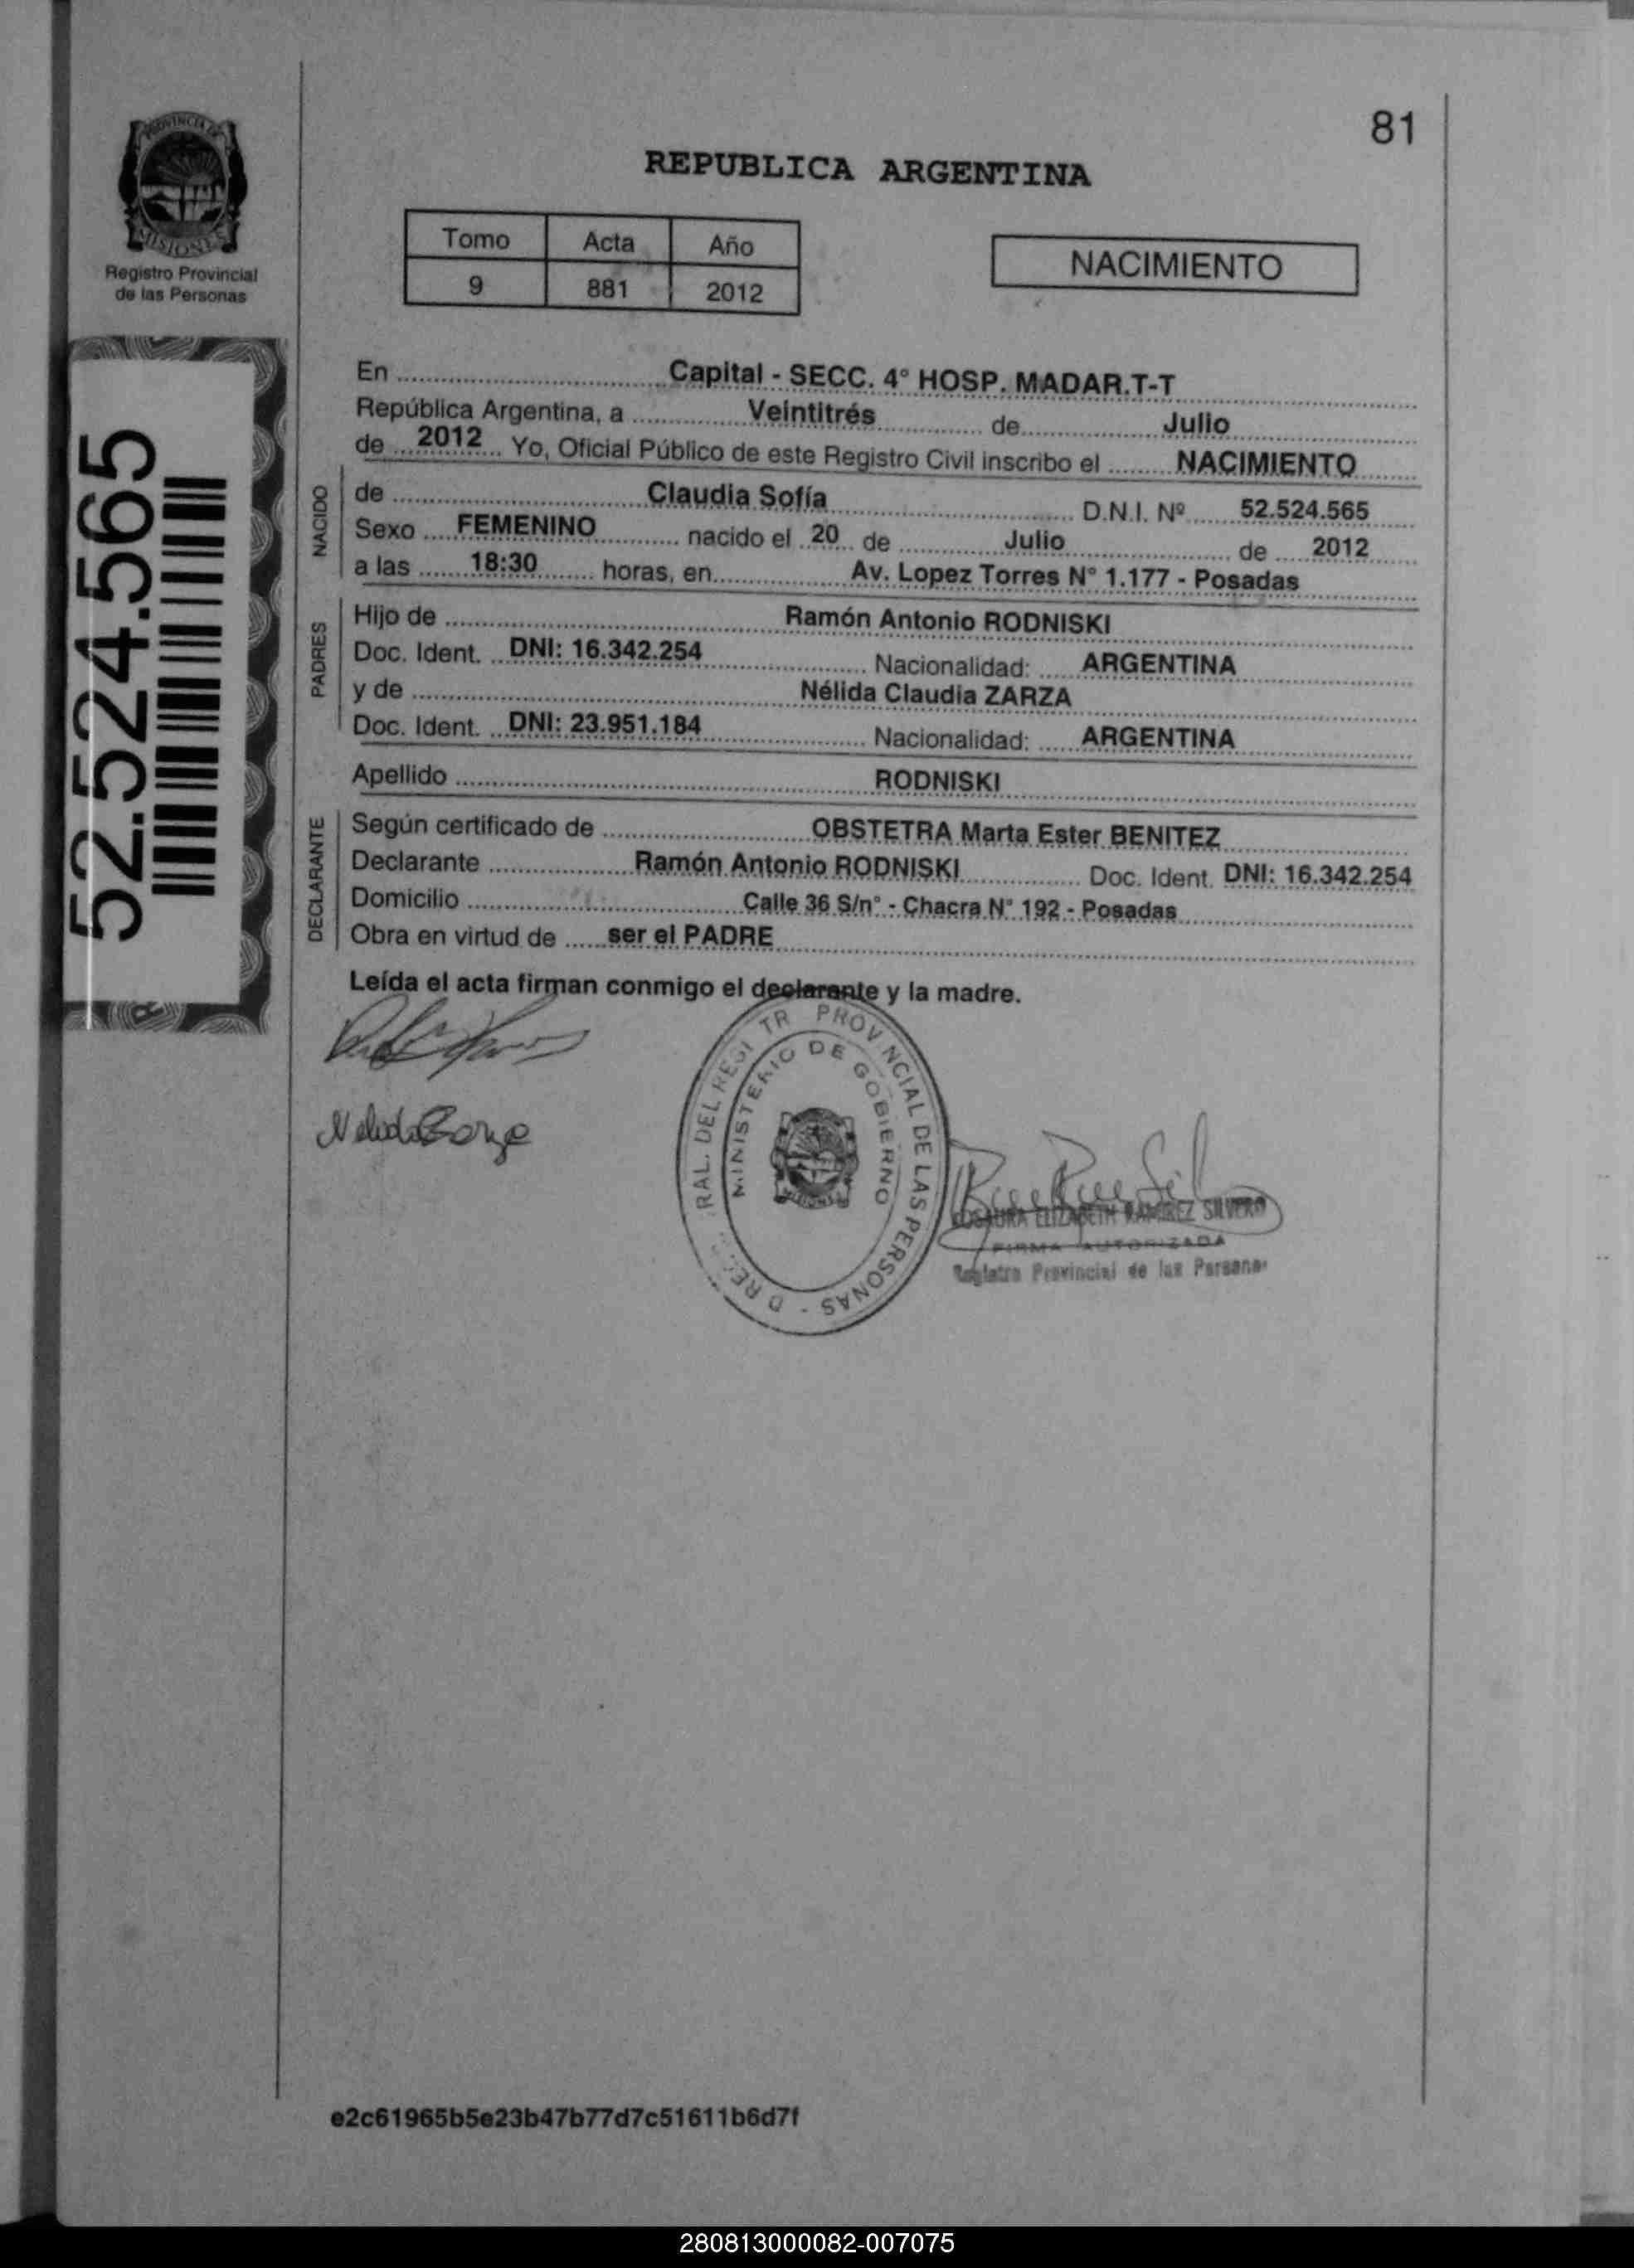 81
REPUBLICA ARGENTINA
PROVINCIA DE
MISIONES
Registro Provincial
de las Personas
Tomo Acta Año
9 881 2012
NACIMIENTO
52.524.565
En Capital - SECC. 4° HOSP. MADAR.T-T
República Argentina, a Veintitrés de Julio
de 2012 Yo, Oficial Público de este Registro Civil inscribo el NACIMIENTO
NACIDO
de Claudia Sofía D.N.I. Nº 52.524.565
Sexo FEMENINO nacido el 20 de Julio de 2012
a las 18:30 horas, en Av. Lopez Torres N° 1.177 - Posadas
PADRES
Hijo de Ramón Antonio RODNISKI
Doc. Ident. DNI: 16.342.254 Nacionalidad: ARGENTINA
y de Nélida Claudia ZARZA
Doc. Ident. DNI: 23.951.184 Nacionalidad: ARGENTINA
Apellido RODNISKI
DECLARANTE
Según certificado de OBSTETRA Marta Ester BENITEZ
Declarante Ramón Antonio RODNISKI Doc. Ident. DNI: 16.342.254
Domicilio Calle 36 S/n° - Chacra N° 192 - Posadas
Obra en virtud de ser el PADRE
Leída el acta firman conmigo el declarante y la madre.
PROVINCIAL DE LAS PERSONAS
MINISTERIO DE GOBIERNO
ELIZABETH RAMIREZ SILVERO
FIRMA AUTORIZADA
Registro Provincial de las Personas
e2c61965b5e23b47b77d7c51611b6d7f
280813000082-007075